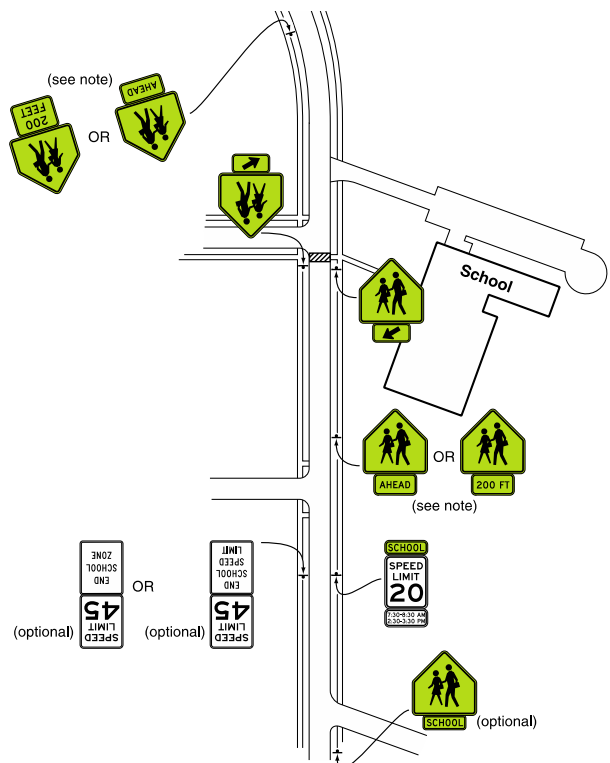 (see note)
200
FEET
OR
AHEAD
School
OR
AHEAD
200 FT
(see note)
END
SCHOOL
ZONE
SPEED
LIMIT
45
(optional)
OR
END
SCHOOL
SPEED
LIMIT
SPEED
LIMIT
45
(optional)
SCHOOL
SPEED
LIMIT
20
7:30-8:30 AM
2:30-3:30 PM
SCHOOL
(optional)